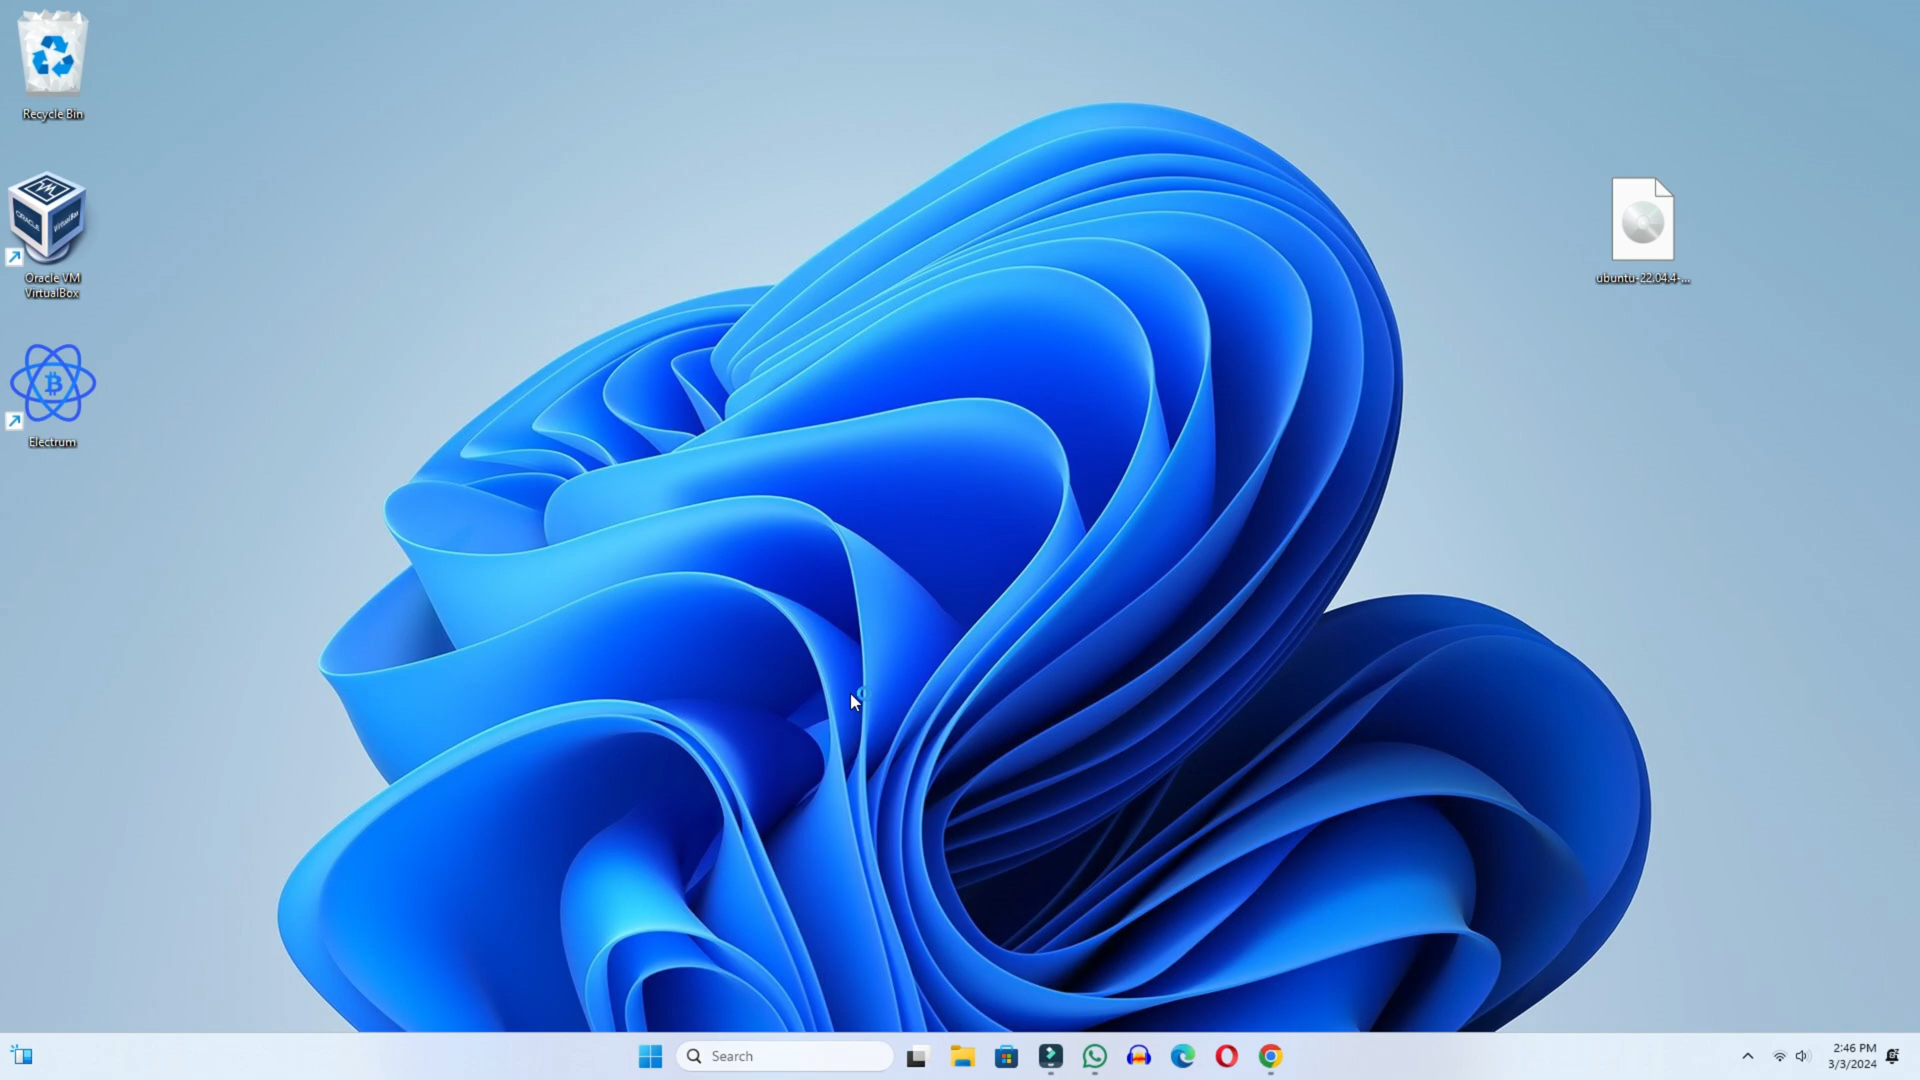 Recycle Bin
Oracle VM
VirtualBox
Electrum
ubuntu-22.04.4-...
Search
2:46 PM
3/3/2024